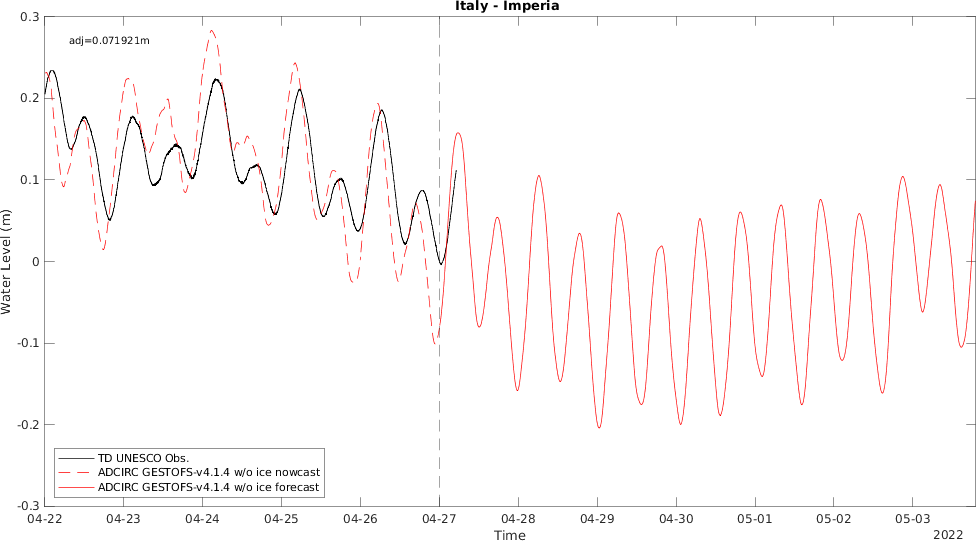 Italy - Imperia
0.3
adj=0.071921m
0.2
0.1
Water Level (m)
0
-0.1
-0.2
TD UNESCO Obs.
ADCIRC GESTOFS-v4.1.4 w/o ice nowcast
ADCIRC GESTOFS-v4.1.4 w/o ice forecast
-0.3
04-22 04-23 04-24 04-25 04-26 04-27 04-28 04-29 04-30 05-01 05-02 05-03
Time 2022